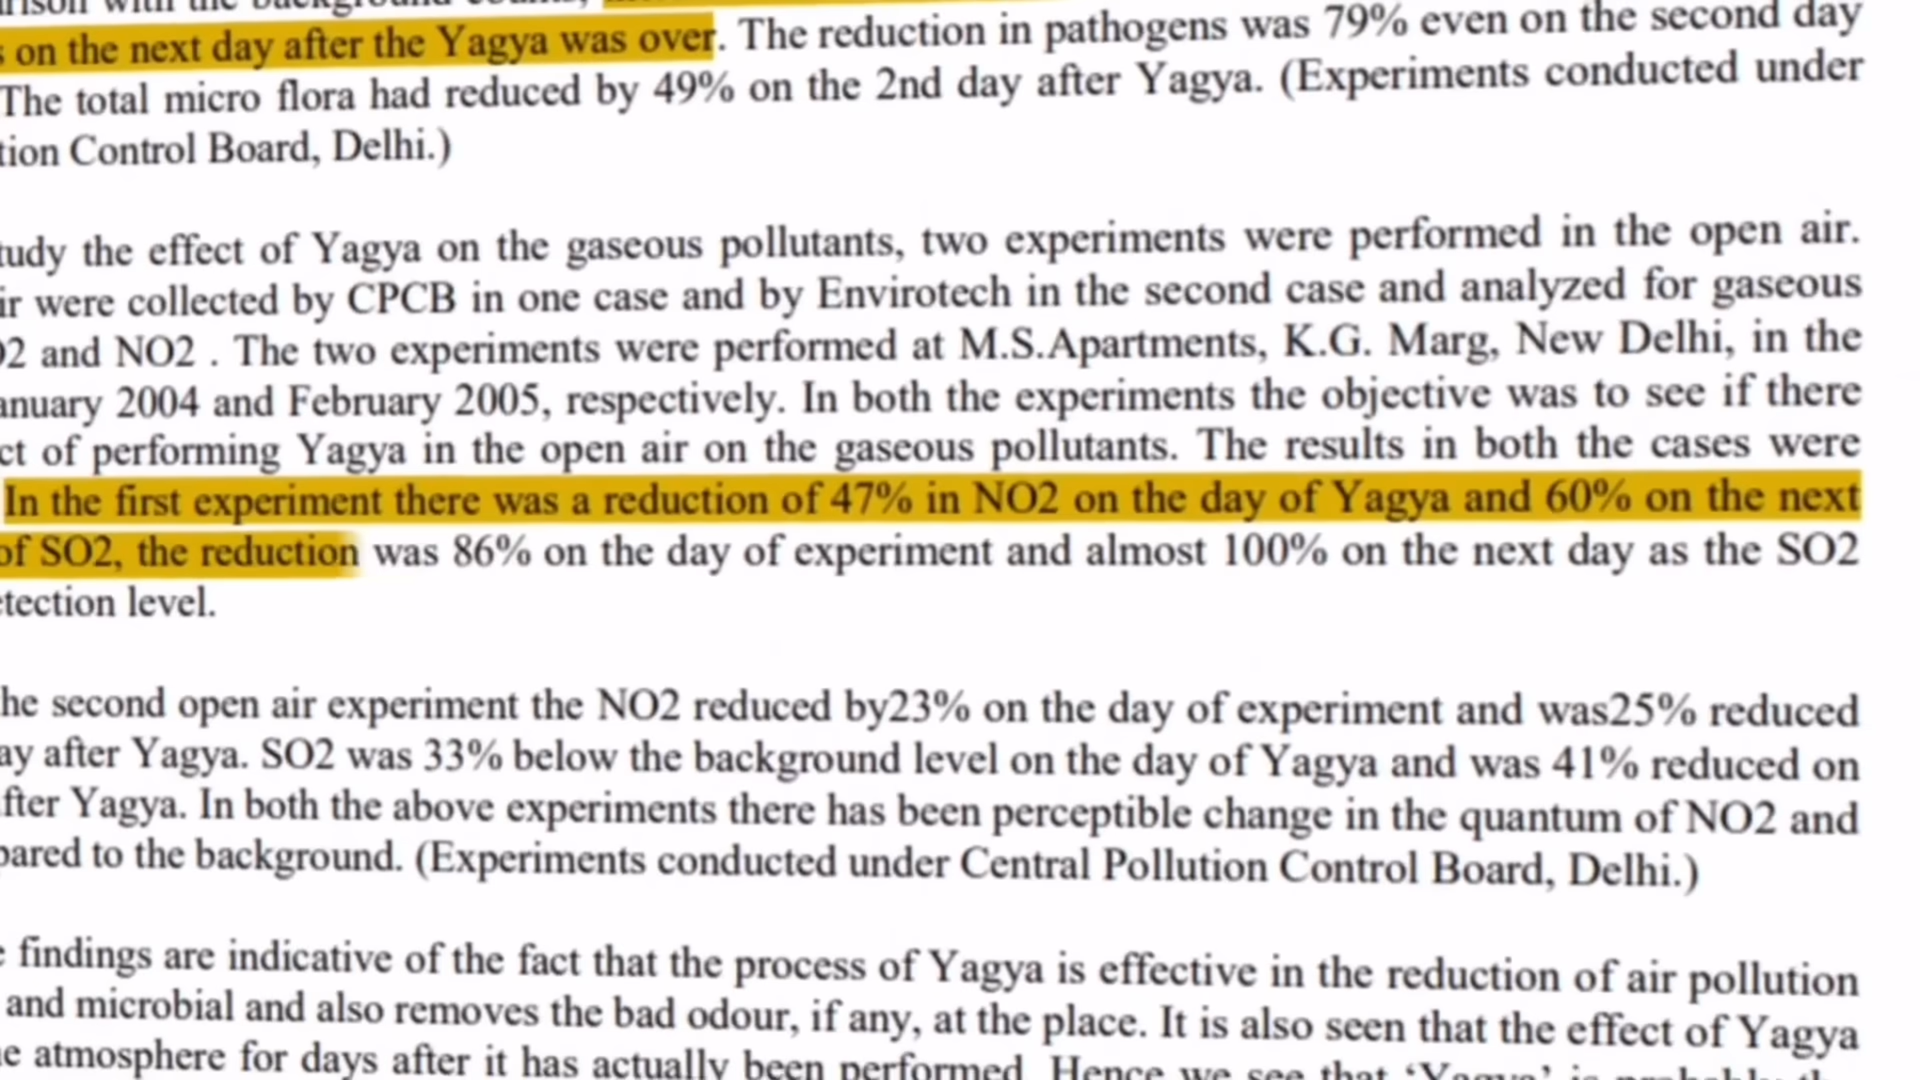 with the background
on the next day after the Yagya was over. The reduction in pathogens was 79% even on the second day
The total micro flora had reduced by 49% on the 2nd day after Yagya. (Experiments conducted under
tion Control Board, Delhi.)
tudy the effect of Yagya on the gaseous pollutants, two experiments were performed in the open air.
ir were collected by CPCB in one case and by Envirotech in the second case and analyzed for gaseous
2 and NO2 . The two experiments were performed at M.S.Apartments, K.G. Marg, New Delhi, in the
anuary 2004 and February 2005, respectively. In both the experiments the objective was to see if there
ct of performing Yagya in the open air on the gaseous pollutants. The results in both the cases were
In the first experiment there was a reduction of 47% in NO2 on the day of Yagya and 60% on the next
of SO2, the reduction was 86% on the day of experiment and almost 100% on the next day as the SO2
tection level.
he second open air experiment the NO2 reduced by23% on the day of experiment and was25% reduced
ay after Yagya. SO2 was 33% below the background level on the day of Yagya and was 41% reduced on
fter Yagya. In both the above experiments there has been perceptible change in the quantum of NO2 and
pared to the background. (Experiments conducted under Central Pollution Control Board, Delhi.)
findings are indicative of the fact that the process of Yagya is effective in the reduction of air pollution
and microbial and also removes the bad odour, if any, at the place. It is also seen that the effect of Yagya
e atmosphere for days after it has actually been performed. Hence we see that 'Yagya' is probably